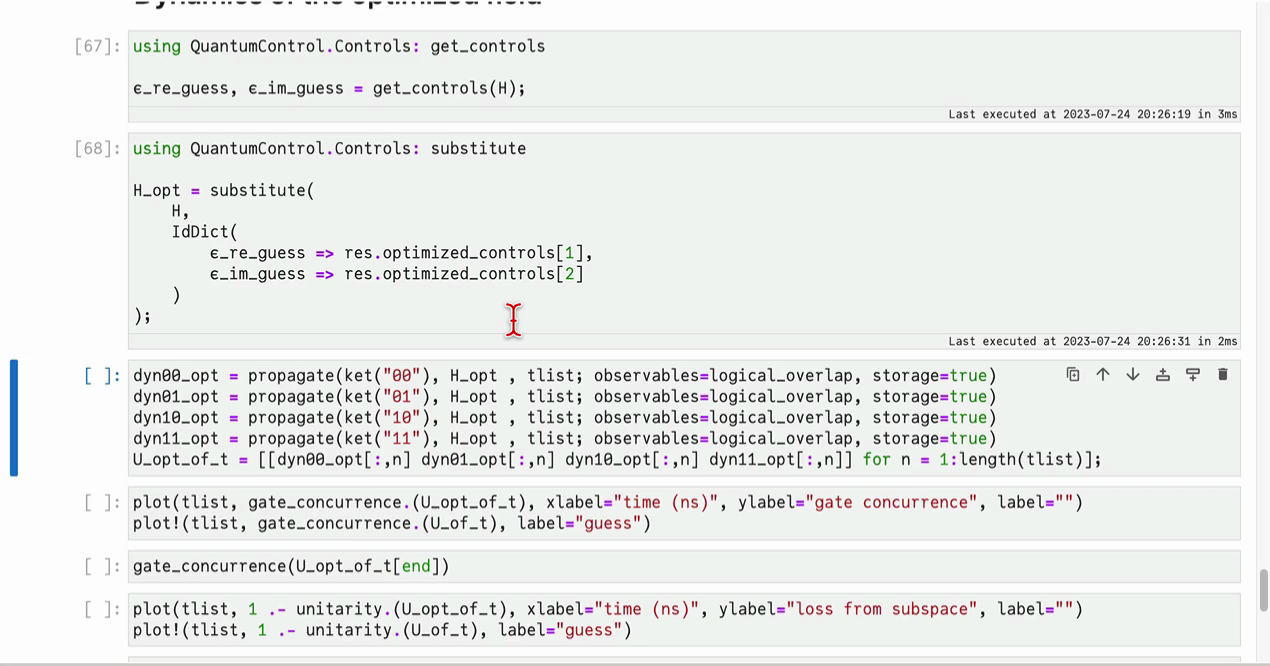 Dynamics of the optimized field
[67]: using QuantumControl.Controls: get_controls
ϵ_re_guess, ϵ_im_guess = get_controls(H);
Last executed at 2023-07-24 20:26:19 in 3ms
[68]: using QuantumControl.Controls: substitute
H_opt = substitute(
    H,
    IdDict(
        ϵ_re_guess => res.optimized_controls[1],
        ϵ_im_guess => res.optimized_controls[2]
    )
);
Last executed at 2023-07-24 20:26:31 in 2ms
[ ]: dyn00_opt = propagate(ket("00"), H_opt , tlist; observables=logical_overlap, storage=true)
dyn01_opt = propagate(ket("01"), H_opt , tlist; observables=logical_overlap, storage=true)
dyn10_opt = propagate(ket("10"), H_opt , tlist; observables=logical_overlap, storage=true)
dyn11_opt = propagate(ket("11"), H_opt , tlist; observables=logical_overlap, storage=true)
U_opt_of_t = [[dyn00_opt[:,n] dyn01_opt[:,n] dyn10_opt[:,n] dyn11_opt[:,n]] for n = 1:length(tlist)];
[ ]: plot(tlist, gate_concurrence.(U_opt_of_t), xlabel="time (ns)", ylabel="gate concurrence", label="")
plot!(tlist, gate_concurrence.(U_of_t), label="guess")
[ ]: gate_concurrence(U_opt_of_t[end])
[ ]: plot(tlist, 1 .- unitarity.(U_opt_of_t), xlabel="time (ns)", ylabel="loss from subspace", label="")
plot!(tlist, 1 .- unitarity.(U_of_t), label="guess")